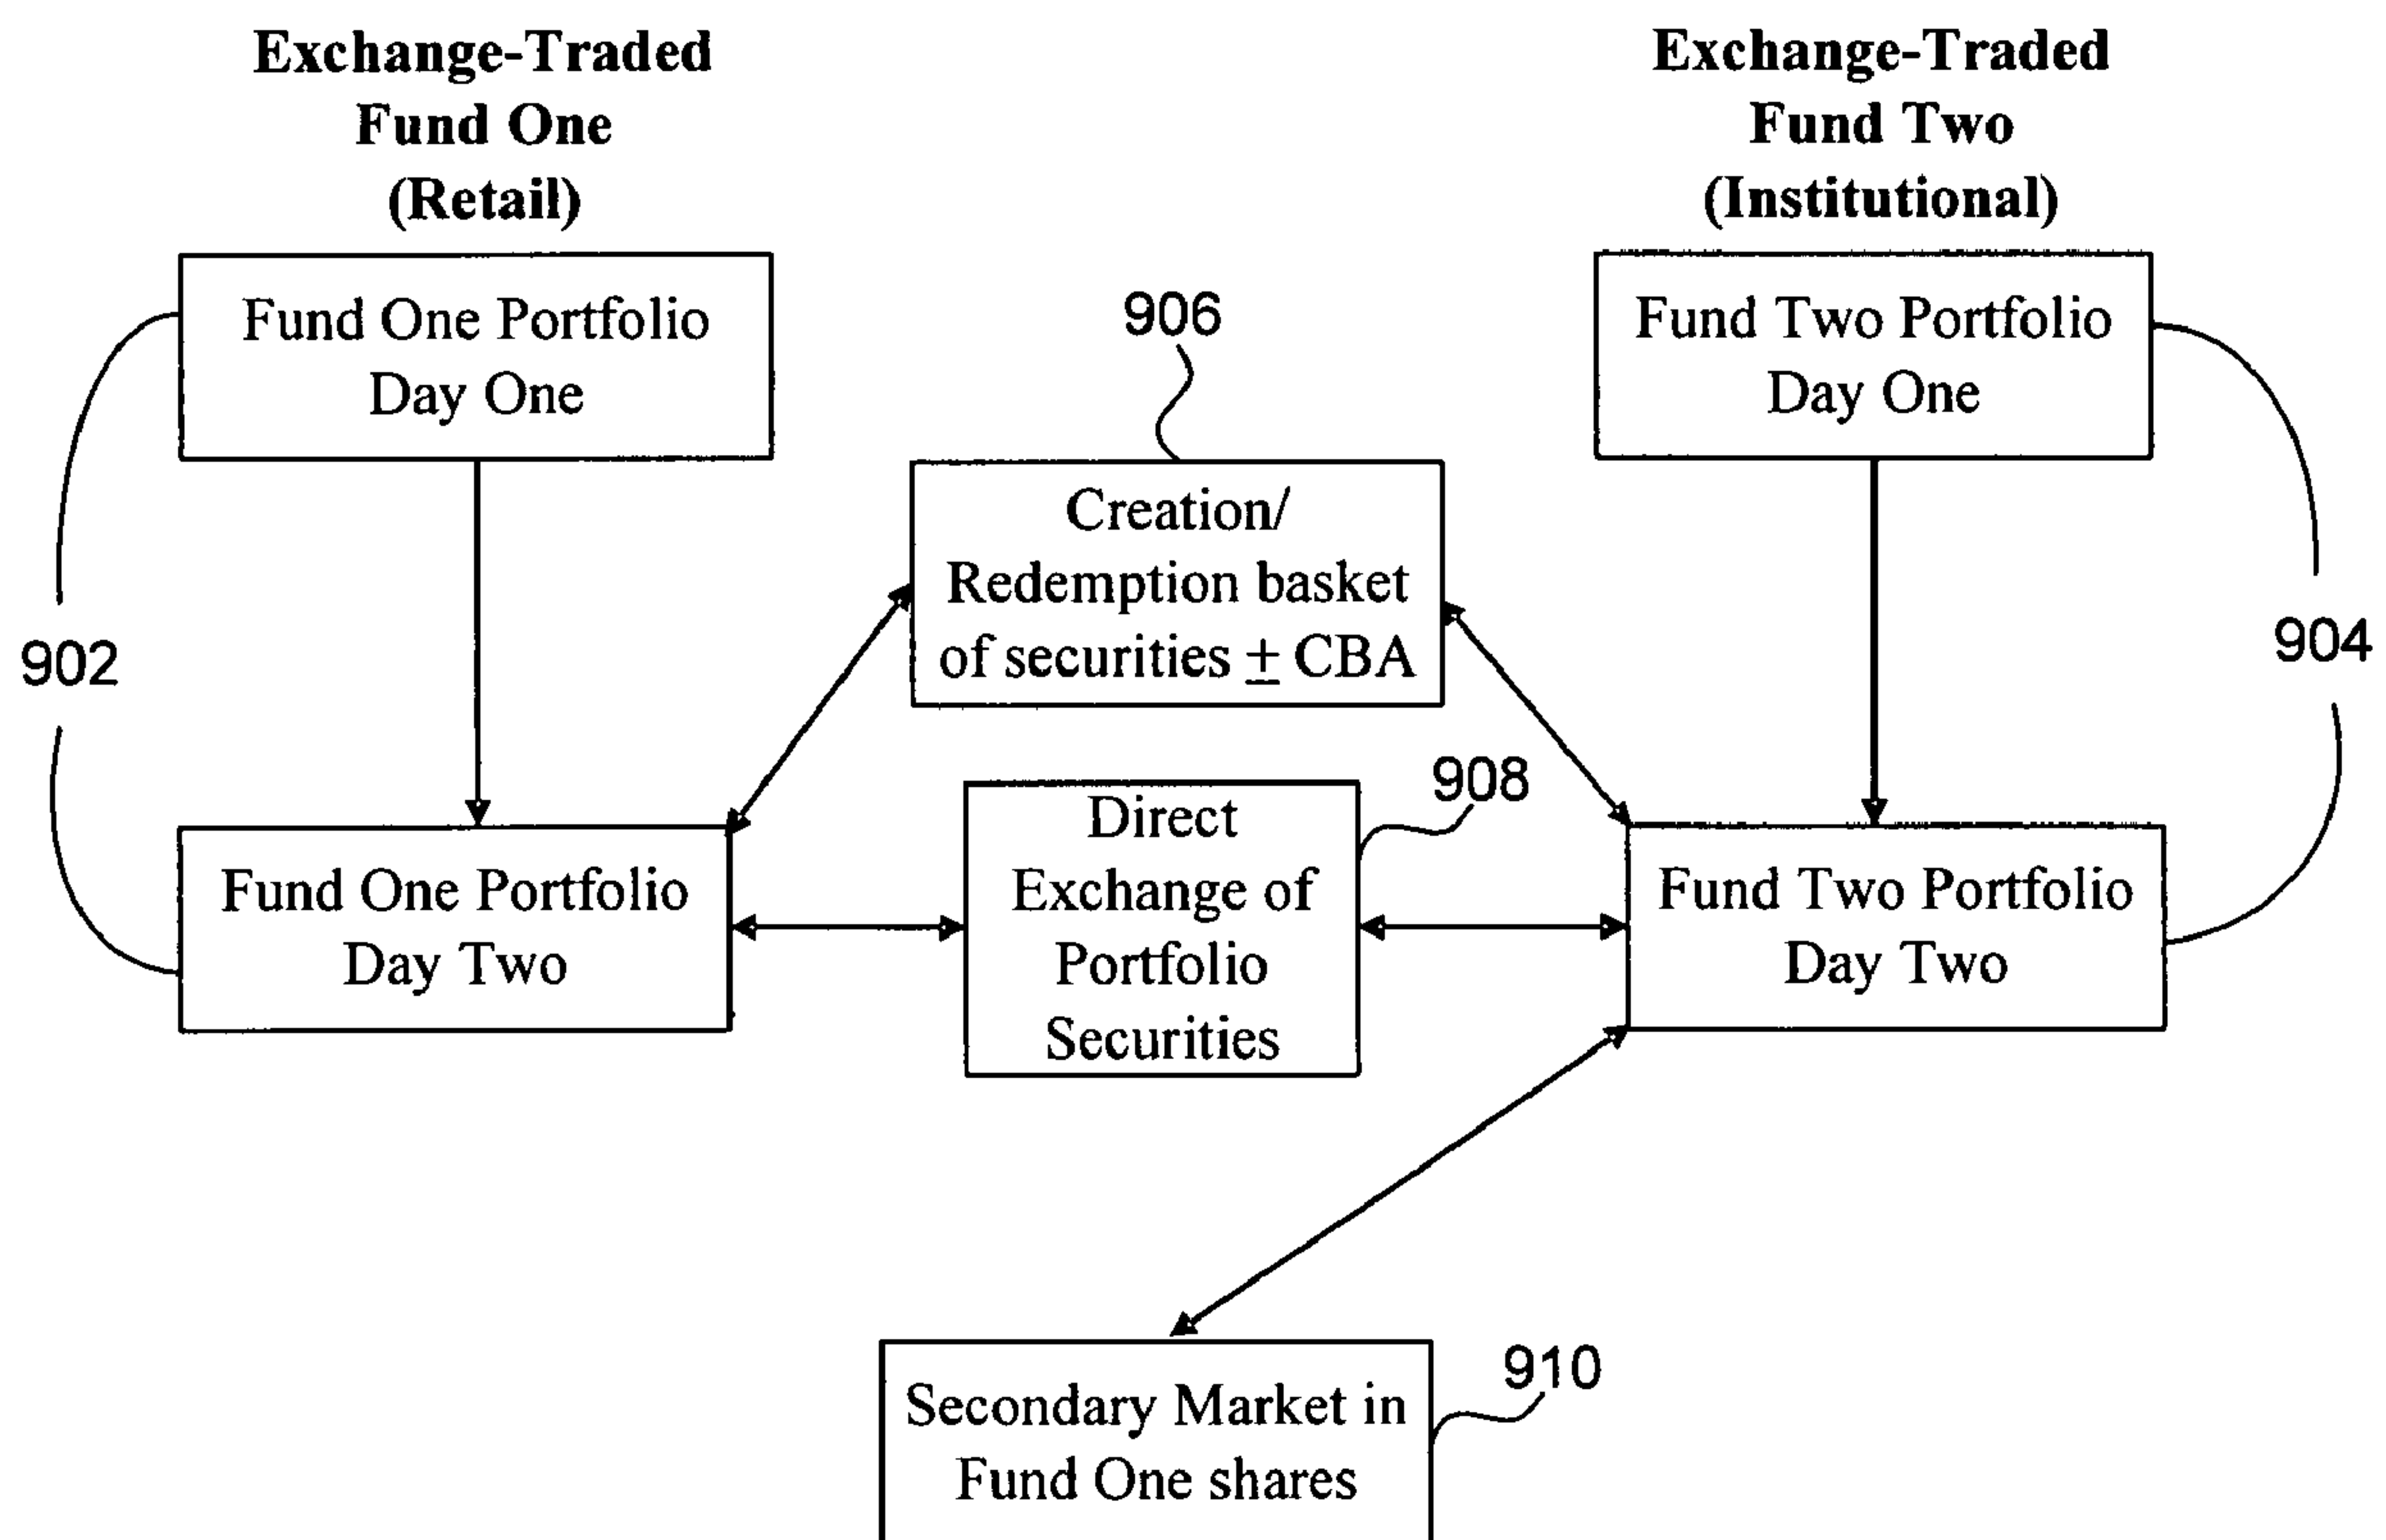 Exchange-Traded
Fund One
(Retail)
Exchange-Traded
Fund Two
(Institutional)
Fund One Portfolio
Day One
906
Fund Two Portfolio
Day One
Creation/
Redemption basket
of securities ± CBA
902
904
908
Fund One Portfolio
Day Two
Direct
Exchange of
Portfolio
Securities
Fund Two Portfolio
Day Two
910
Secondary Market in
Fund One shares